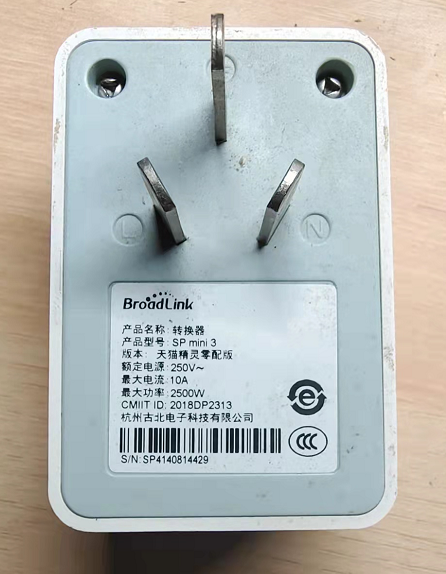 L
N
BroadLink
产品名称: 转换器
产品型号: SP mini 3
版本: 天猫精灵零配版
额定电源: 250V～
最大电流: 10A
最大功率: 2500W
CMIIT ID: 2018DP2313
杭州古北电子科技有限公司
S/N: SP4140814429